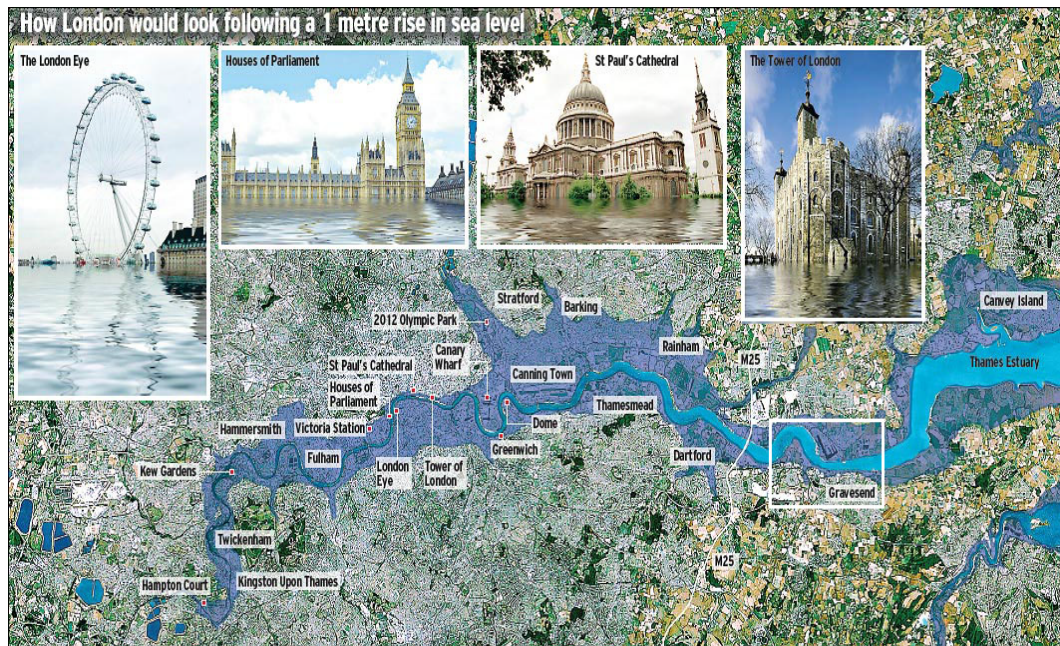 How London would look following a 1 metre rise in sea level
The London Eye
Houses of Parliament
St Paul's Cathedral
The Tower of London
Canvey Island
Stratford
Barking
2012 Olympic Park
Rainham
M25
Thames Estuary
St Paul's Cathedral
Canary
Wharf
Canning Town
Houses of
Parliament
Thamesmead
Hammersmith
Victoria Station
Dome
Greenwich
Fulham
Dartford
Kew Gardens
London
Eye
Tower of
London
Gravesend
Twickenham
M25
Hampton Court
Kingston Upon Thames